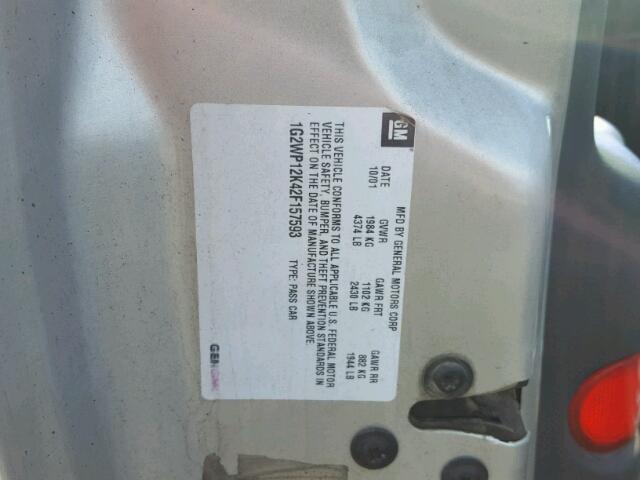 GM
MFD BY GENERAL MOTORS CORP
DATE GVWR GAWR FRT GAWR RR
10/01 1984 KG 1102 KG 882 KG
4374 LB 2430 LB 1944 LB
THIS VEHICLE CONFORMS TO ALL APPLICABLE U.S. FEDERAL MOTOR
VEHICLE SAFETY, BUMPER, AND THEFT PREVENTION STANDARDS IN
EFFECT ON THE DATE OF MANUFACTURE SHOWN ABOVE.
1G2WP12K42F157593 TYPE: PASS CAR